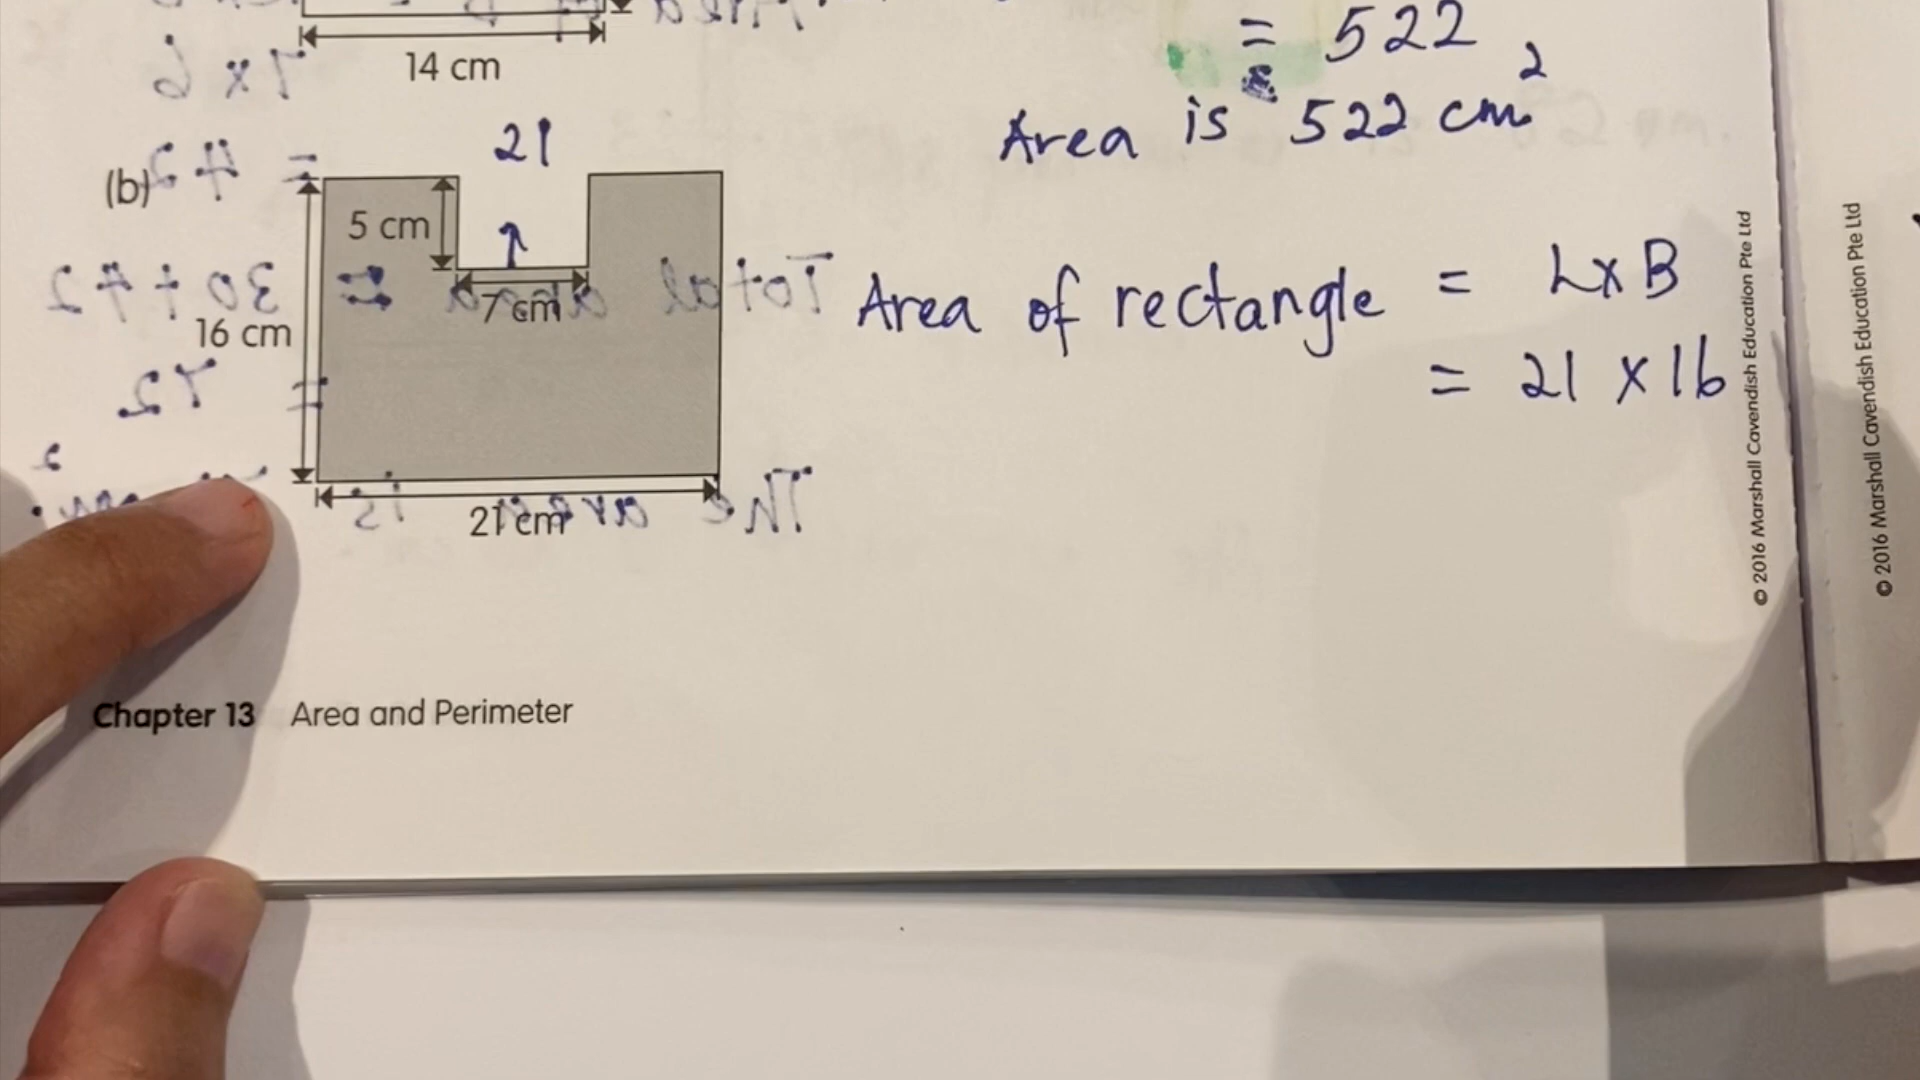 14 cm
= 522
Area is 522 cm²
(b)
21
5 cm
7 cm
16 cm
21 cm
Area of rectangle = L x B
= 21 x 16
Chapter 13 Area and Perimeter
© 2016 Marshall Cavendish Education Pte Ltd
© 2016 Marshall Cavendish Education Pte Ltd